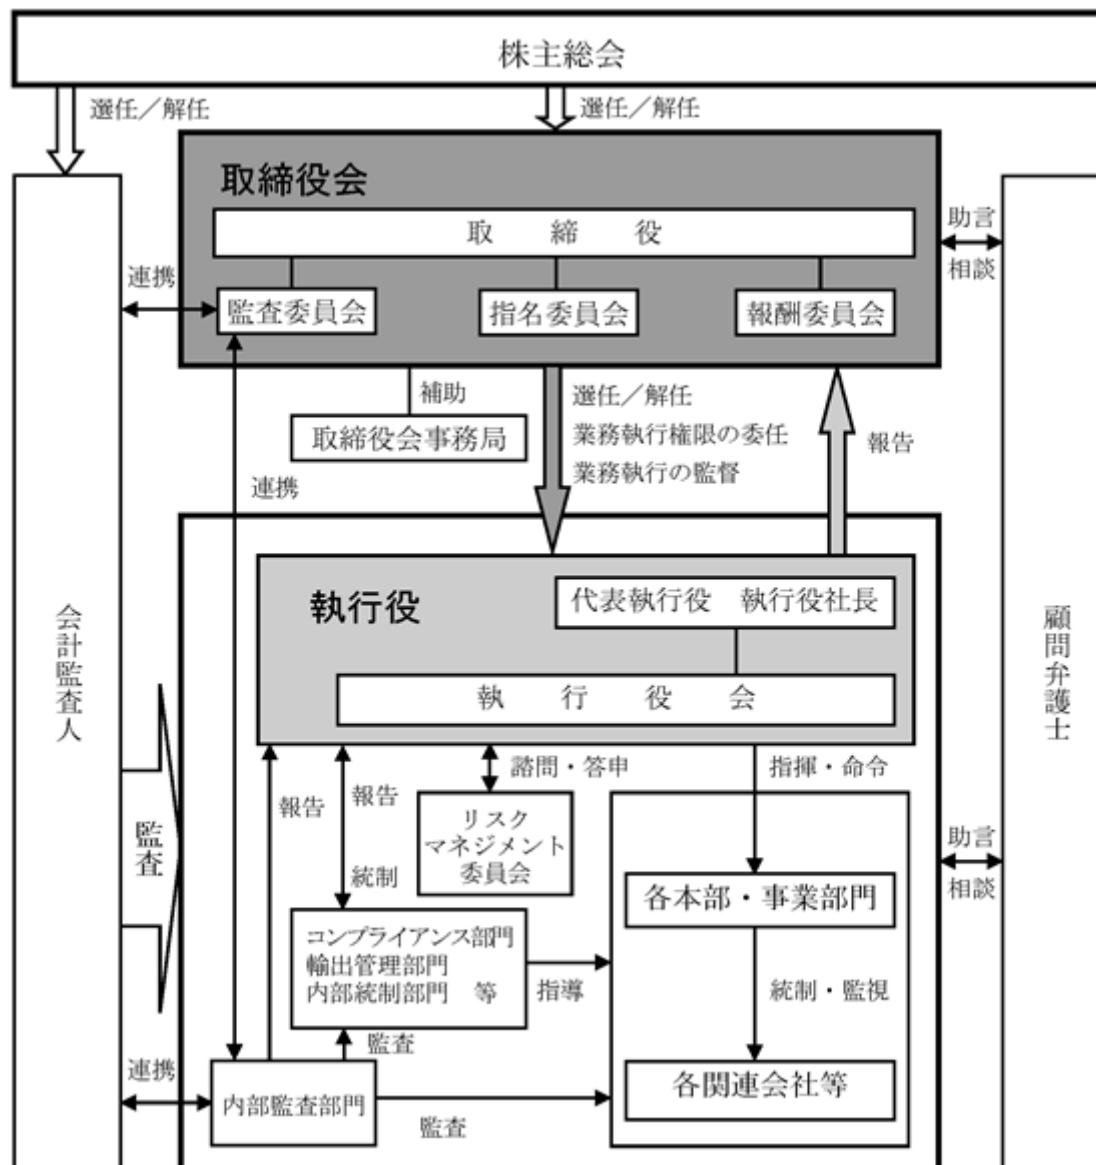 株主総会
選任／解任
選任／解任
取締役会
取締役
助言
相談
連携
監査委員会
指名委員会
報酬委員会
補助
取締役会事務局
選任／解任
業務執行権限の委任
業務執行の監督
報告
連携
執行役
代表執行役 執行役社長
執行役会
会計監査人
顧問弁護士
報告
報告
統制
諮問・答申
指揮・命令
リスク
マネジメント
委員会
監査
助言
相談
各本部・事業部門
コンプライアンス部門
輸出管理部門
内部統制部門 等
指導
統制・監視
監査
連携
内部監査部門
監査
各関連会社等